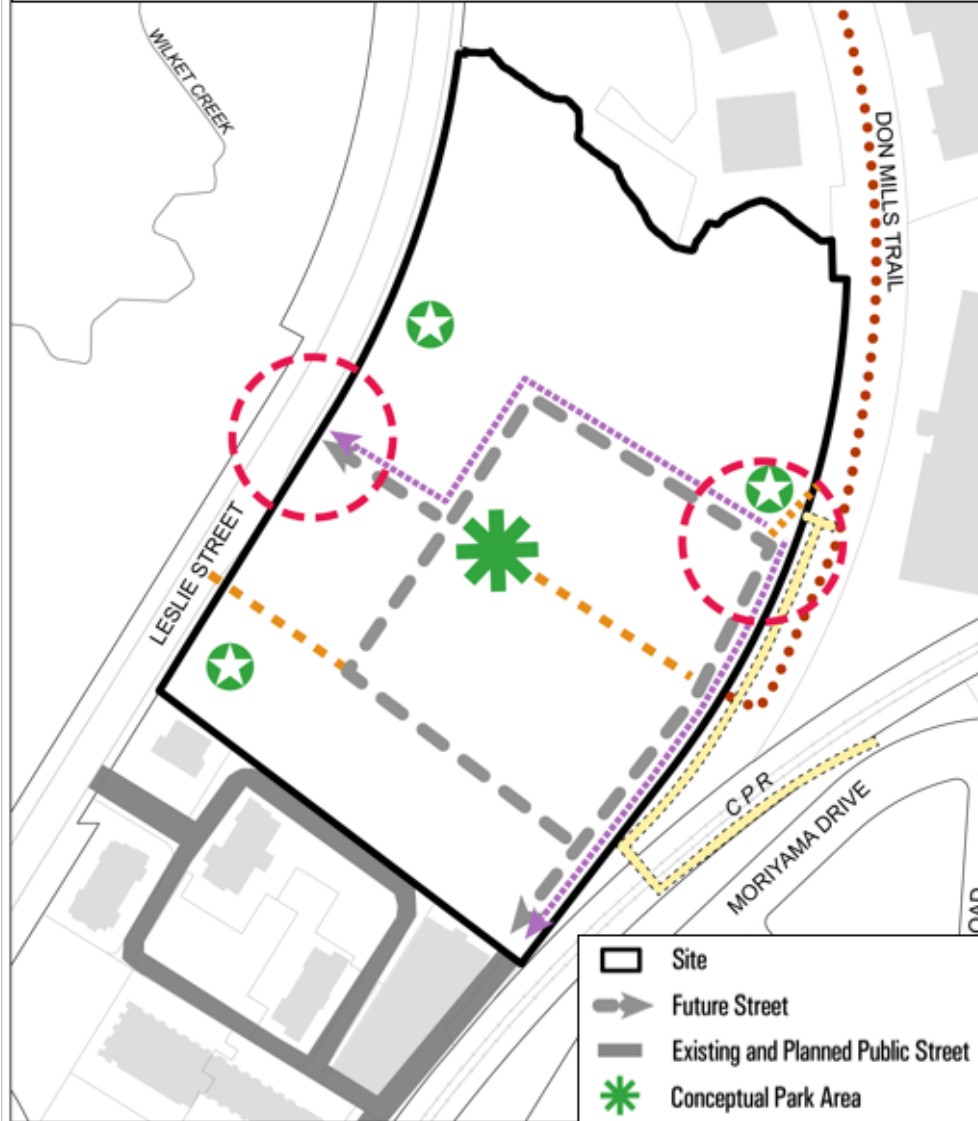 WILKET CREEK
DON MILLS TRAIL
LESLIE STREET
CPR
MORIYAMA DRIVE
Site
Future Street
Existing and Planned Public Street
Conceptual Park Area